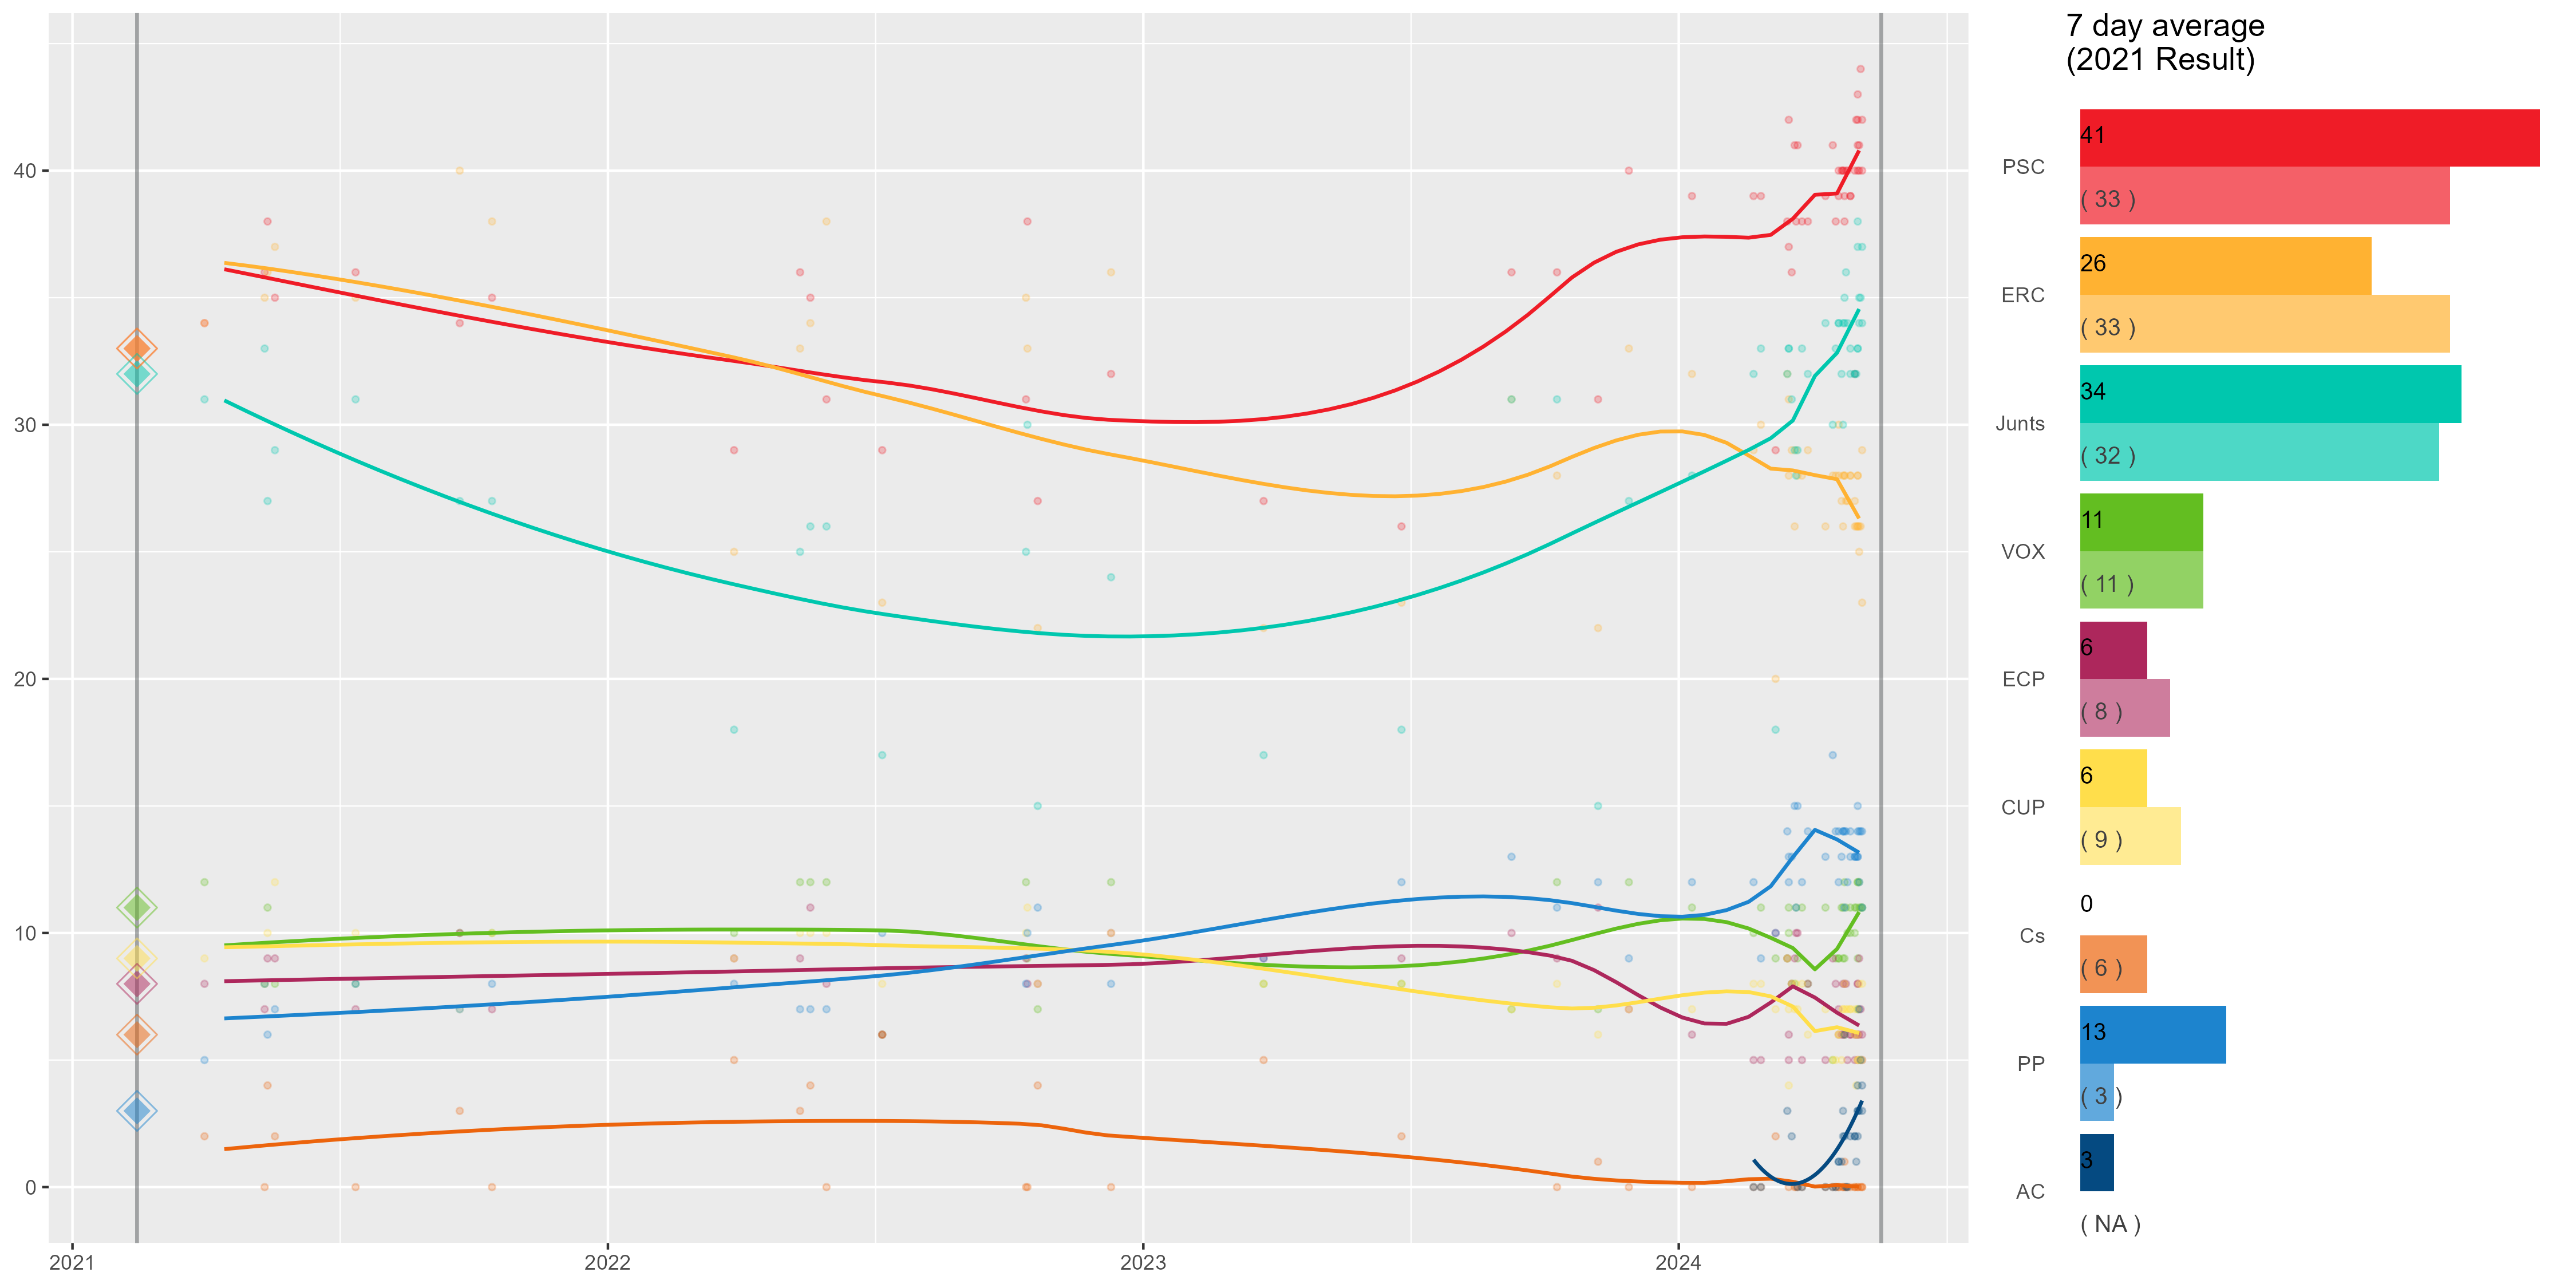 7 day average
(2021 Result)
40
30
20
10
0
2021
2022
2023
2024
PSC
41
( 33 )
ERC
26
( 33 )
Junts
34
( 32 )
VOX
11
( 11 )
ECP
6
( 8 )
CUP
6
( 9 )
Cs
0
( 6 )
PP
13
( 3 )
AC
3
( NA )